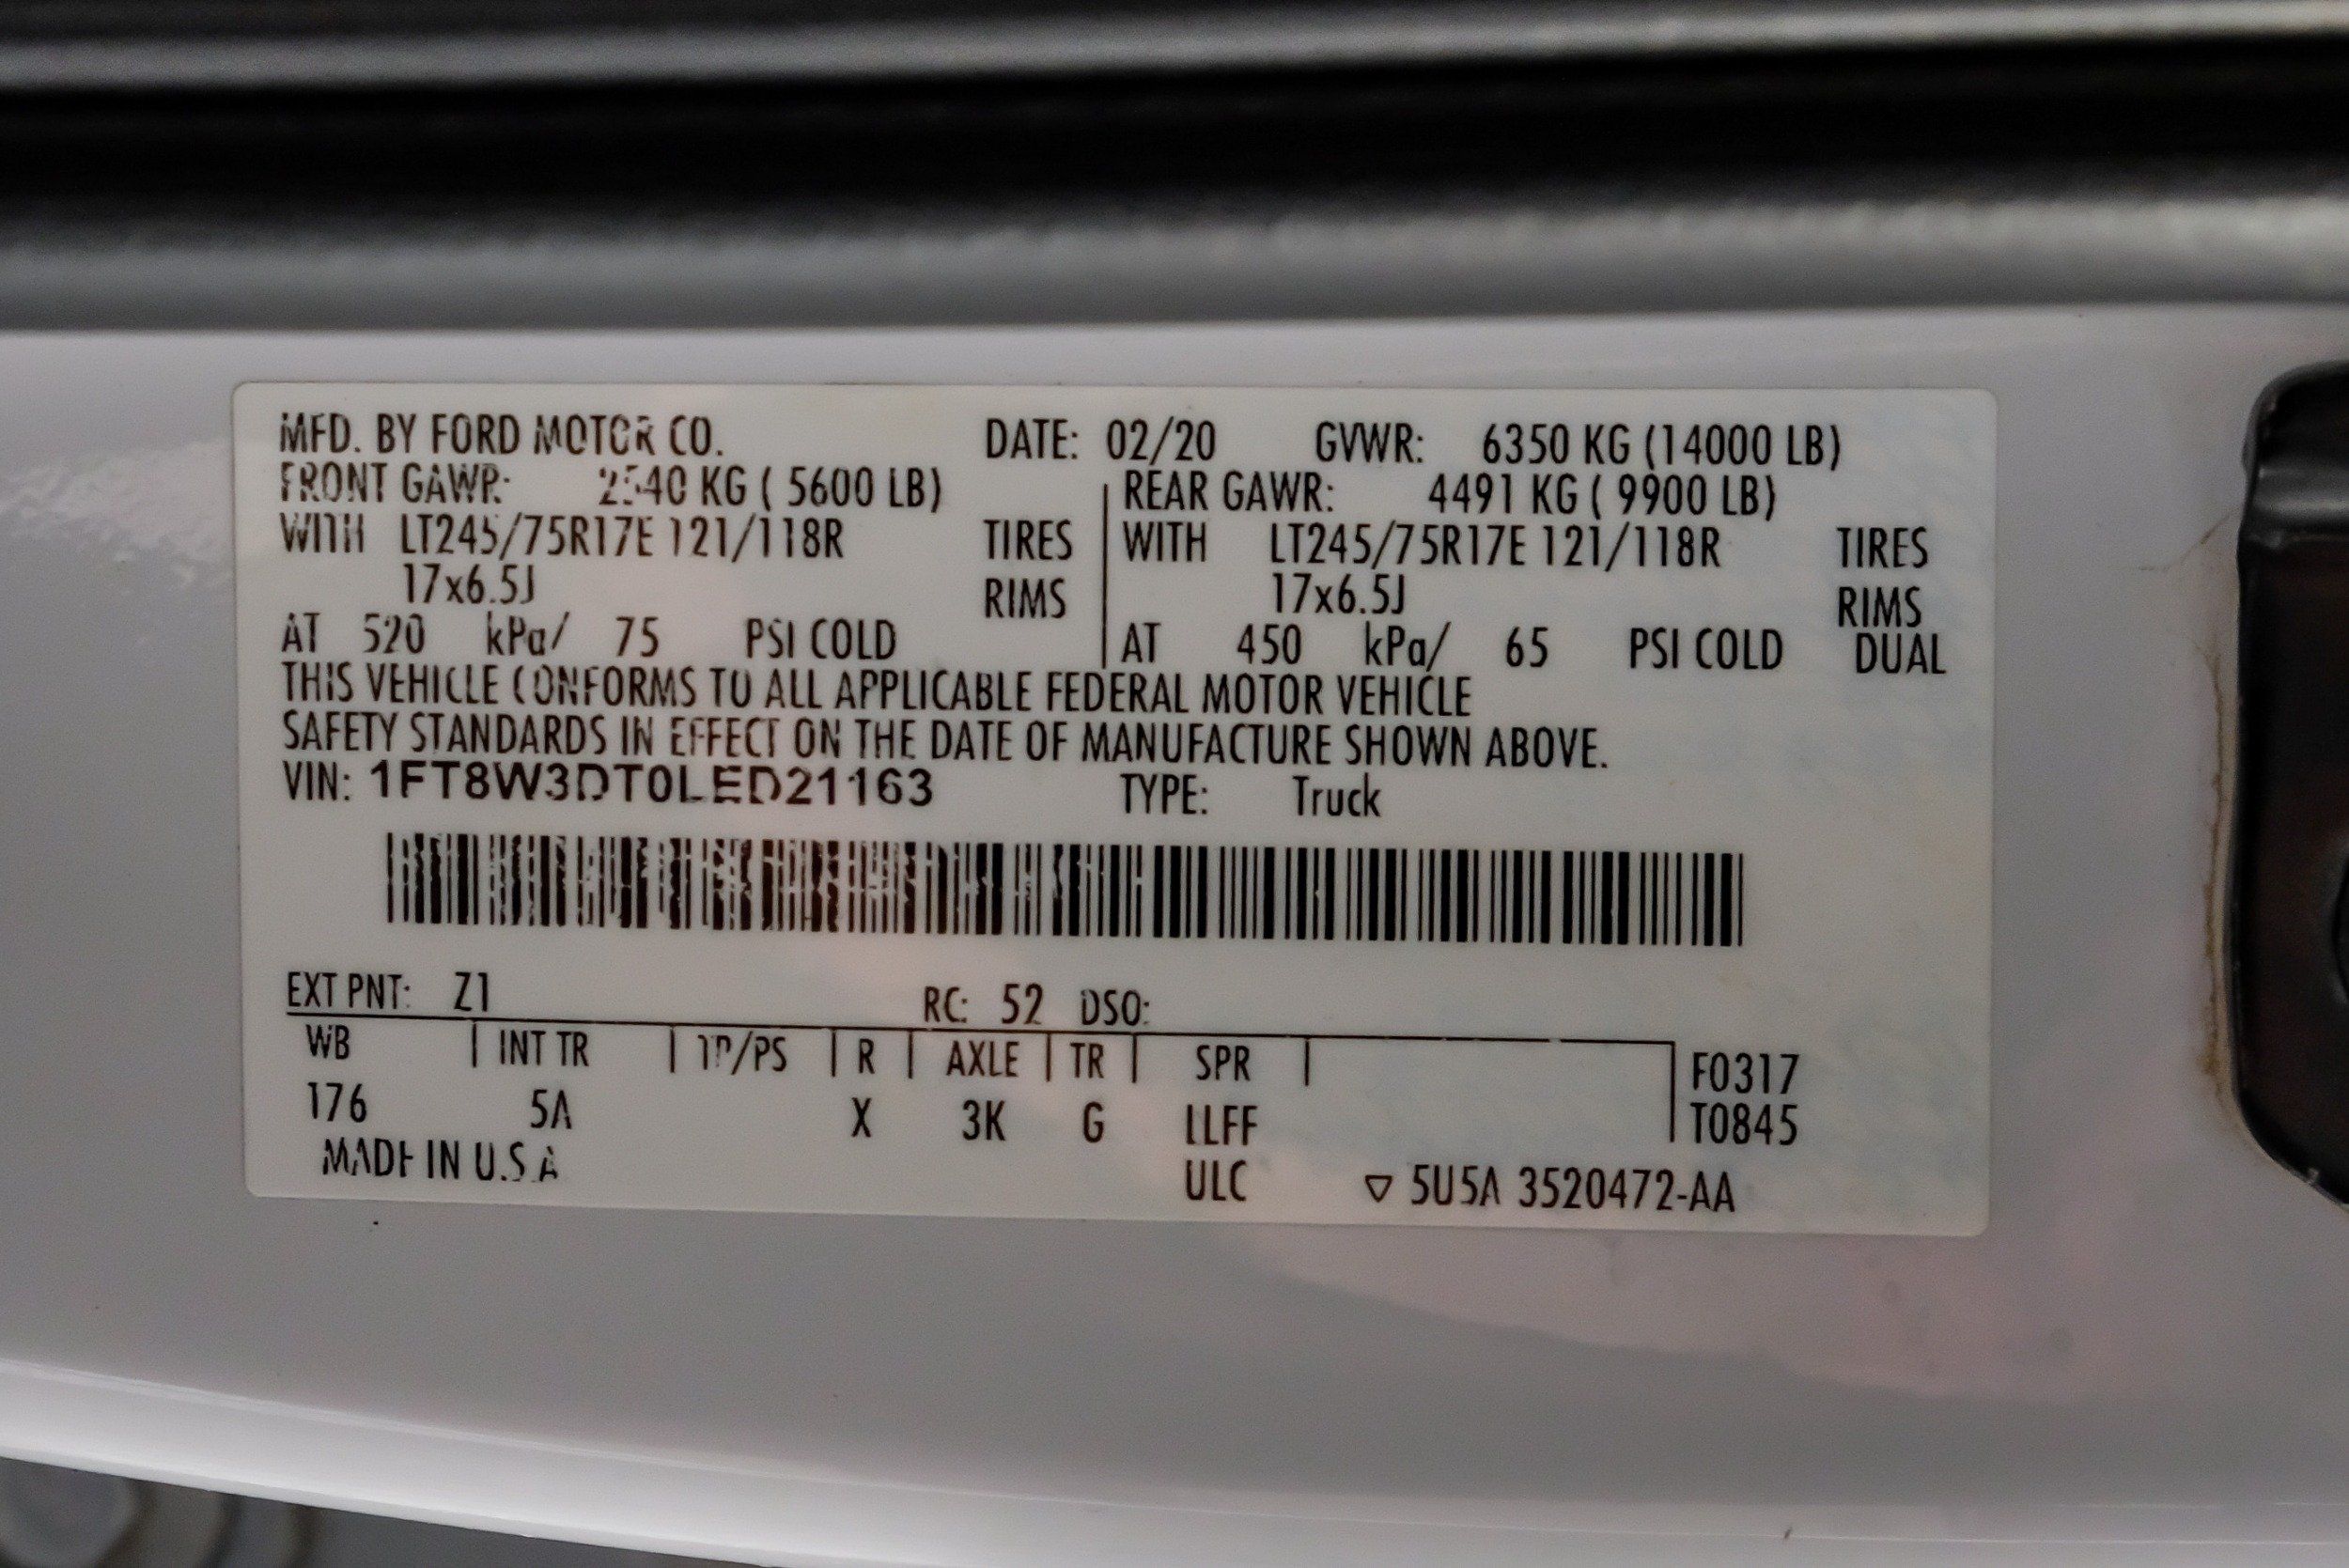 MFD. BY FORD MOTOR CO. DATE: 02/20 GVWR: 6350 KG (14000 LB)
FRONT GAWR: 2540 KG ( 5600 LB) REAR GAWR: 4491 KG ( 9900 LB)
WITH LT245/75R17E 121/118R TIRES WITH LT245/75R17E 121/118R TIRES
17x6.5J RIMS 17x6.5J RIMS
AT 520 kPa/ 75 PSI COLD AT 450 kPa/ 65 PSI COLD DUAL
THIS VEHICLE CONFORMS TO ALL APPLICABLE FEDERAL MOTOR VEHICLE
SAFETY STANDARDS IN EFFECT ON THE DATE OF MANUFACTURE SHOWN ABOVE.
VIN: 1FT8W3DT0LED21163 TYPE: Truck
EXT PNT: Z1 RC: 52 DSO:
WB INT TR TP/PS R AXLE TR SPR F0317
176 5A X 3K G LLFF T0845
MADE IN U.S.A ULC ▽ 5U5A 3520472-AA